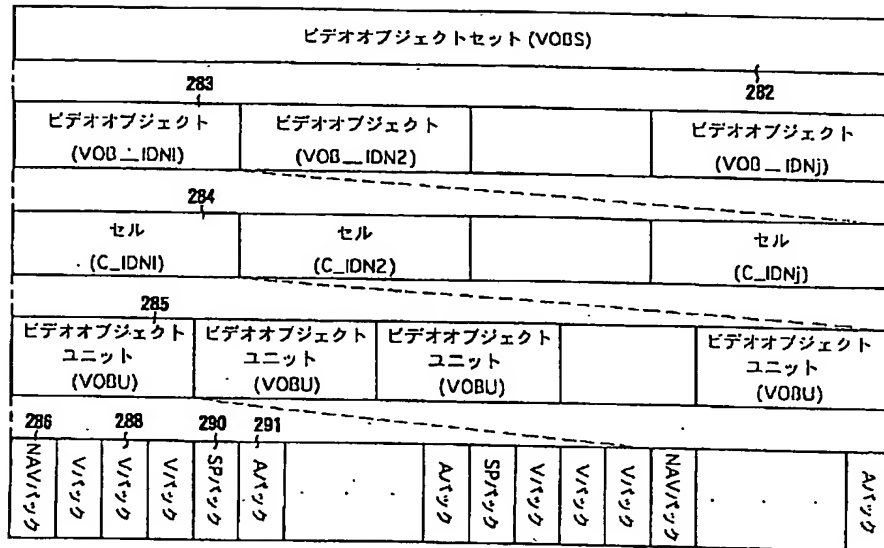 ビデオオブジェクトセット (VOBS)
283
282
ビデオオブジェクト
(VOB__IDN1)
ビデオオブジェクト
(VOB__IDN2)
ビデオオブジェクト
(VOB__IDNj)
284
セル
(C_IDN1)
セル
(C_IDN2)
セル
(C_IDNj)
285
ビデオオブジェクト
ユニット
(VOBU)
ビデオオブジェクト
ユニット
(VOBU)
ビデオオブジェクト
ユニット
(VOBU)
ビデオオブジェクト
ユニット
(VOBU)
286
288
290
291
NAVパック
Vパック
Vパック
Vパック
SPパック
Aパック
. . .
Aパック
SPパック
Vパック
Vパック
Vパック
NAVパック
. . .
Aパック